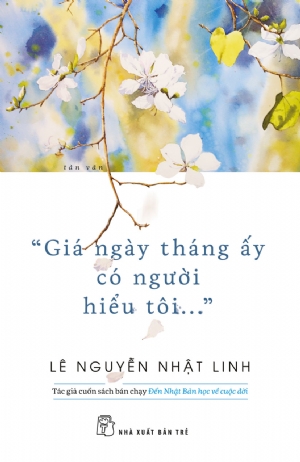 tản văn
“Giá ngày tháng ấy
có người
hiểu tôi...”
LÊ NGUYỄN NHẬT LINH
Tác giả cuốn sách bán chạy Đến Nhật Bản học về cuộc đời
NHÀ XUẤT BẢN TRẺ